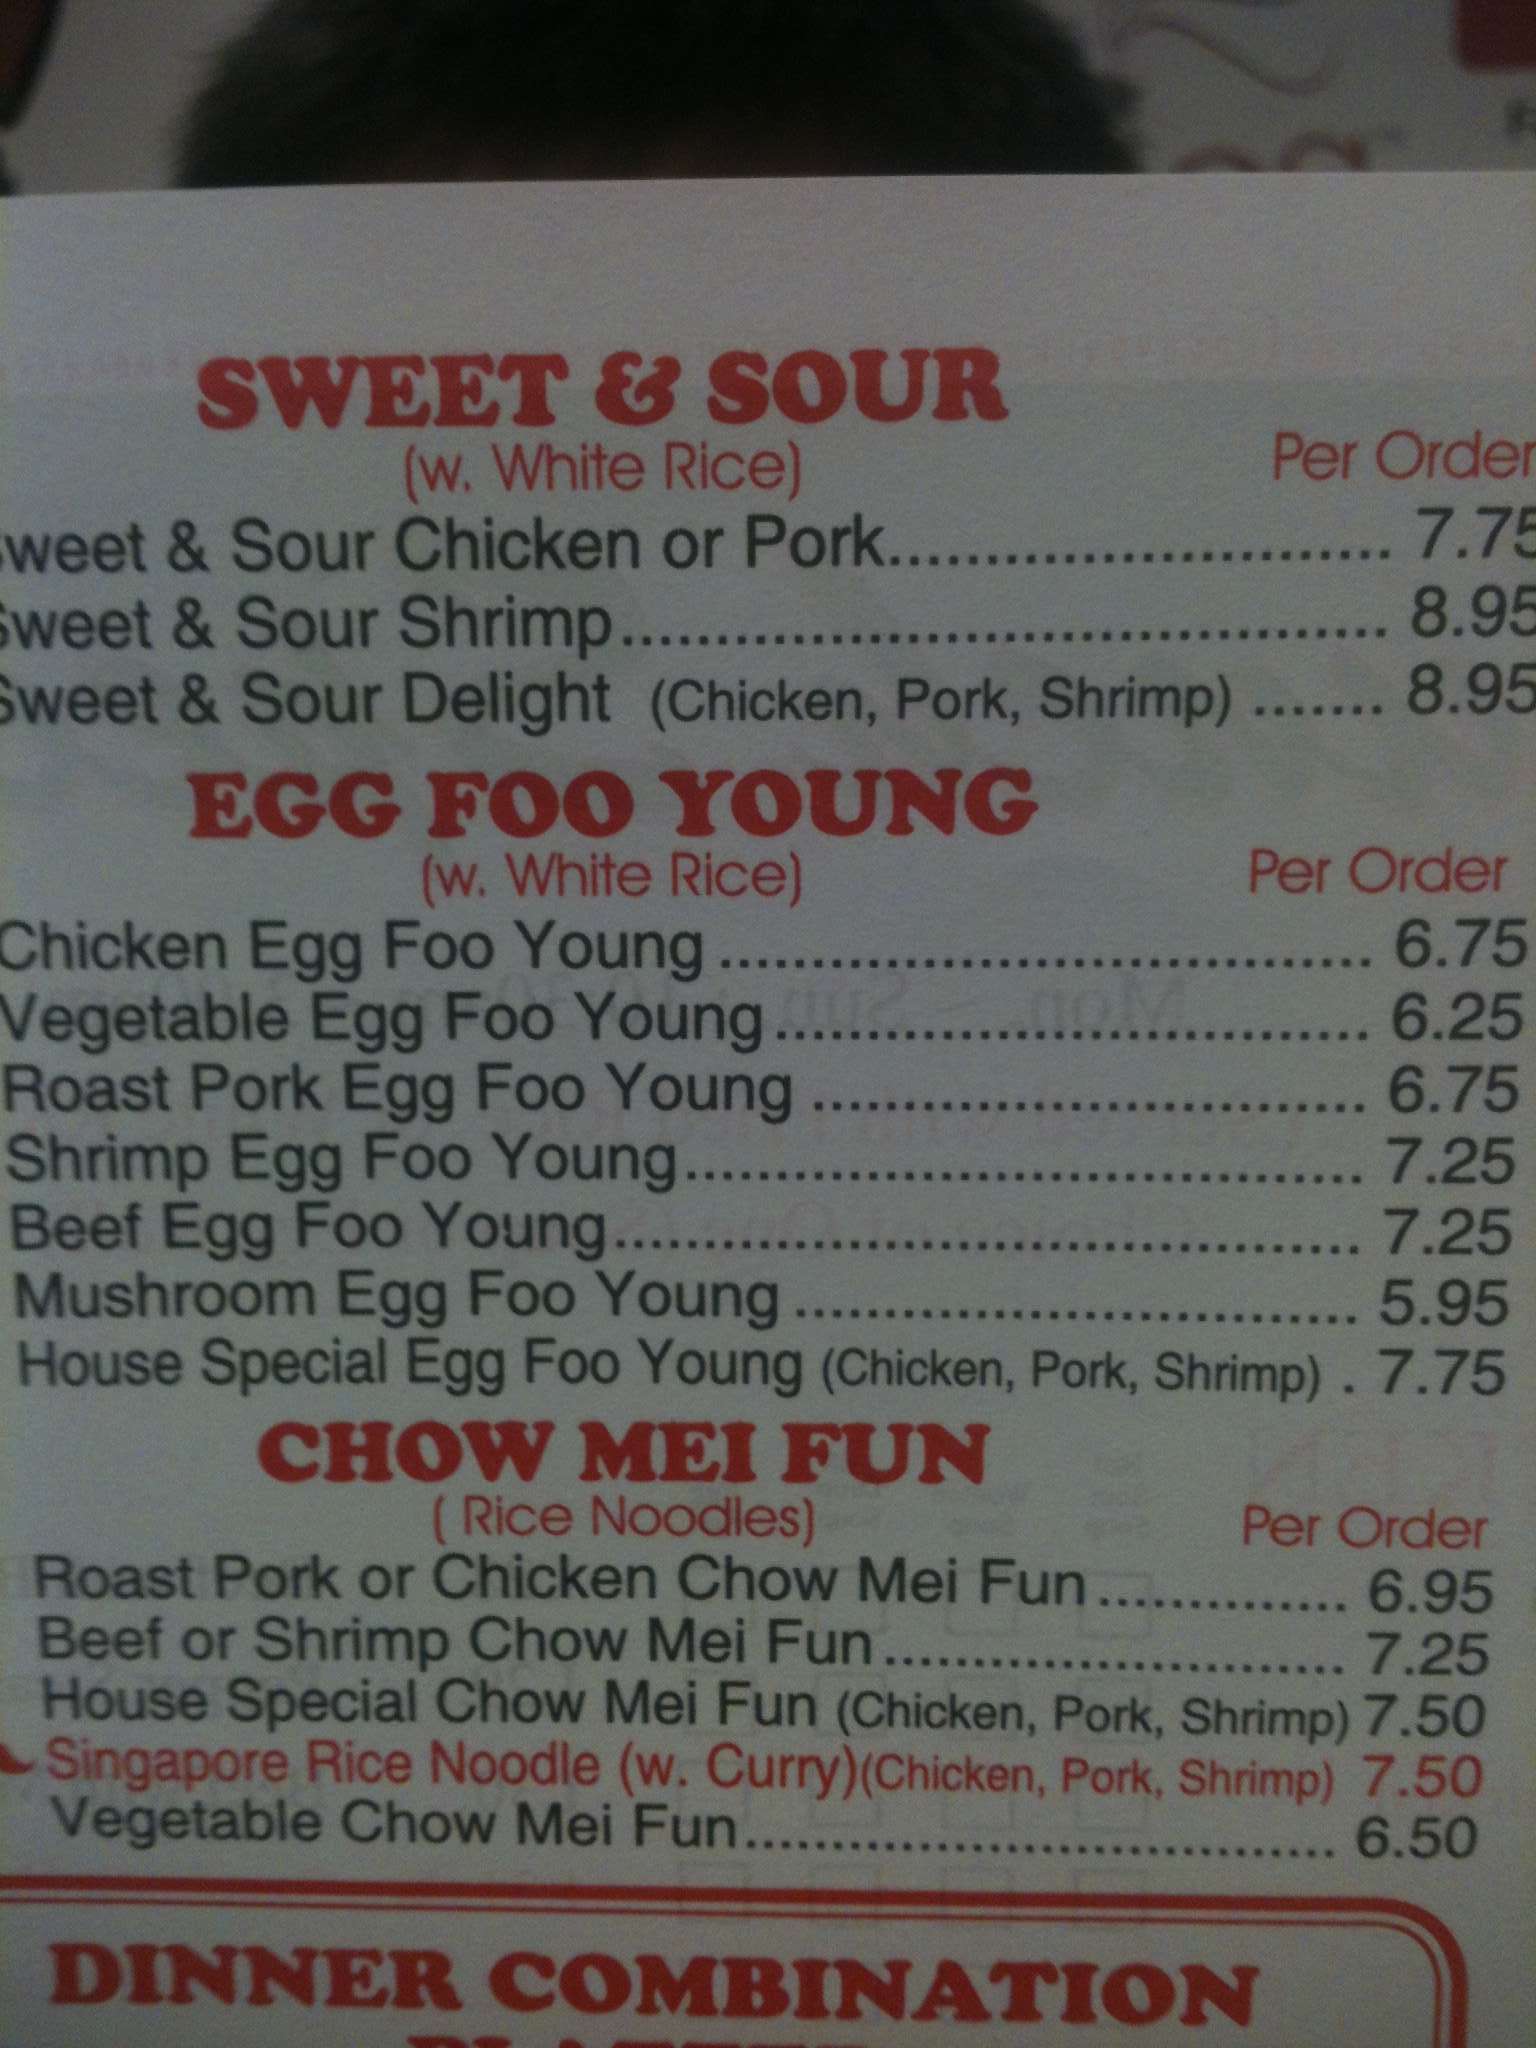 SWEET & SOUR
(w. White Rice) Per Order
Sweet & Sour Chicken or Pork.......................... 7.75
Sweet & Sour Shrimp......................................... 8.95
Sweet & Sour Delight (Chicken, Pork, Shrimp) ....... 8.95
EGG FOO YOUNG
(w. White Rice) Per Order
Chicken Egg Foo Young .................................... 6.75
Vegetable Egg Foo Young................................. 6.25
Roast Pork Egg Foo Young ............................... 6.75
Shrimp Egg Foo Young...................................... 7.25
Beef Egg Foo Young.......................................... 7.25
Mushroom Egg Foo Young ................................ 5.95
House Special Egg Foo Young (Chicken, Pork, Shrimp) . 7.75
CHOW MEI FUN
( Rice Noodles) Per Order
Roast Pork or Chicken Chow Mei Fun.............. 6.95
Beef or Shrimp Chow Mei Fun.......................... 7.25
House Special Chow Mei Fun (Chicken, Pork, Shrimp) 7.50
Singapore Rice Noodle (w. Curry)(Chicken, Pork, Shrimp) 7.50
Vegetable Chow Mei Fun.................................. 6.50
DINNER COMBINATION